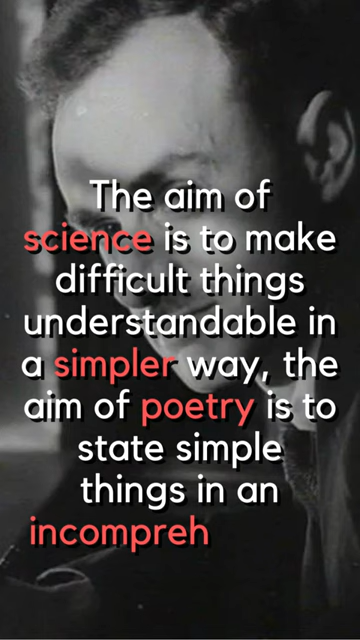 The aim of
science is to make
difficult things
understandable in
a simpler way, the
aim of poetry is to
state simple
things in an
incompreh